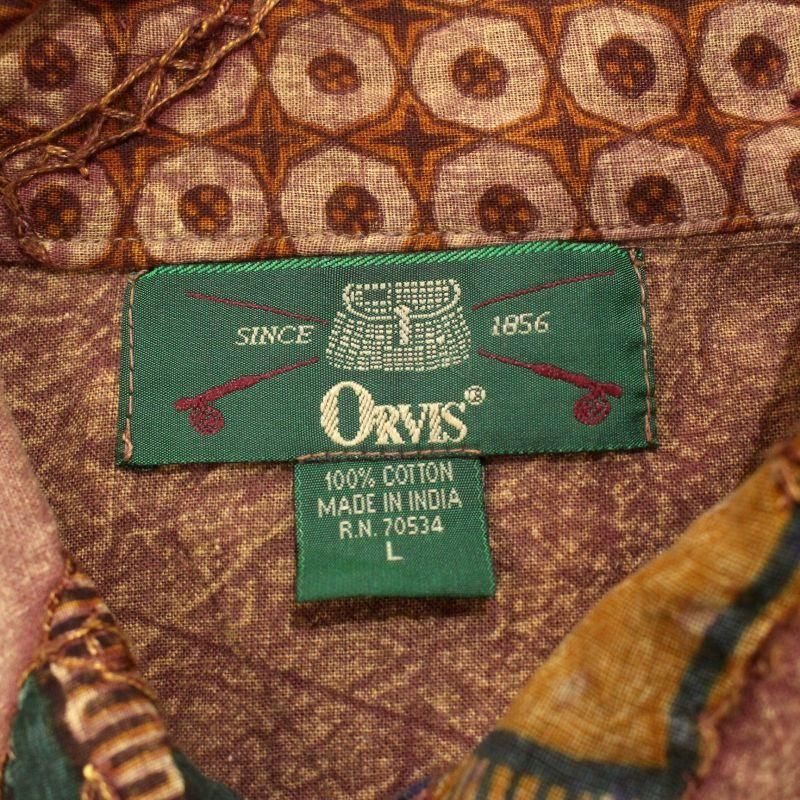 SINCE 1856
ORVIS®
100% COTTON
MADE IN INDIA
R.N. 70534
L